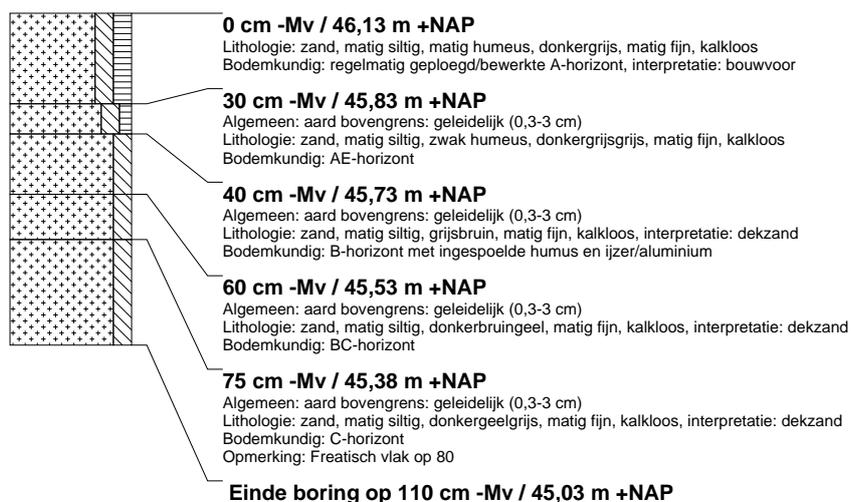 0 cm -Mv / 46,13 m +NAP
Lithologie: zand, matig siltig, matig humeus, donkergrijs, matig fijn, kalkloos
Bodemkundig: regelmatig geploegd/bewerkte A-horizont, interpretatie: bouwvoor
30 cm -Mv / 45,83 m +NAP
Algemeen: aard bovengrens: geleidelijk (0,3-3 cm)
Lithologie: zand, matig siltig, zwak humeus, donkergrijsgrijs, matig fijn, kalkloos
Bodemkundig: AE-horizont
40 cm -Mv / 45,73 m +NAP
Algemeen: aard bovengrens: geleidelijk (0,3-3 cm)
Lithologie: zand, matig siltig, grijsbruin, matig fijn, kalkloos, interpretatie: dekzand
Bodemkundig: B-horizont met ingespoelde humus en ijzer/aluminium
60 cm -Mv / 45,53 m +NAP
Algemeen: aard bovengrens: geleidelijk (0,3-3 cm)
Lithologie: zand, matig siltig, donkerbruingeel, matig fijn, kalkloos, interpretatie: dekzand
Bodemkundig: BC-horizont
75 cm -Mv / 45,38 m +NAP
Algemeen: aard bovengrens: geleidelijk (0,3-3 cm)
Lithologie: zand, matig siltig, donkergeelgrijs, matig fijn, kalkloos, interpretatie: dekzand
Bodemkundig: C-horizont
Opmerking: Freatisch vlak op 80
Einde boring op 110 cm -Mv / 45,03 m +NAP